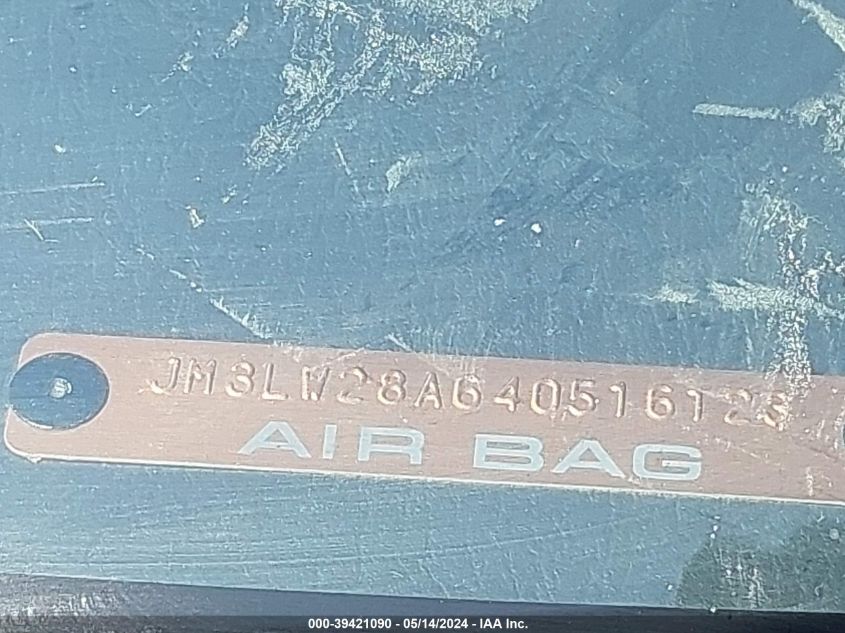 JM3LW28A640516123
AIR BAG
000-39421090 - 05/14/2024 - IAA Inc.